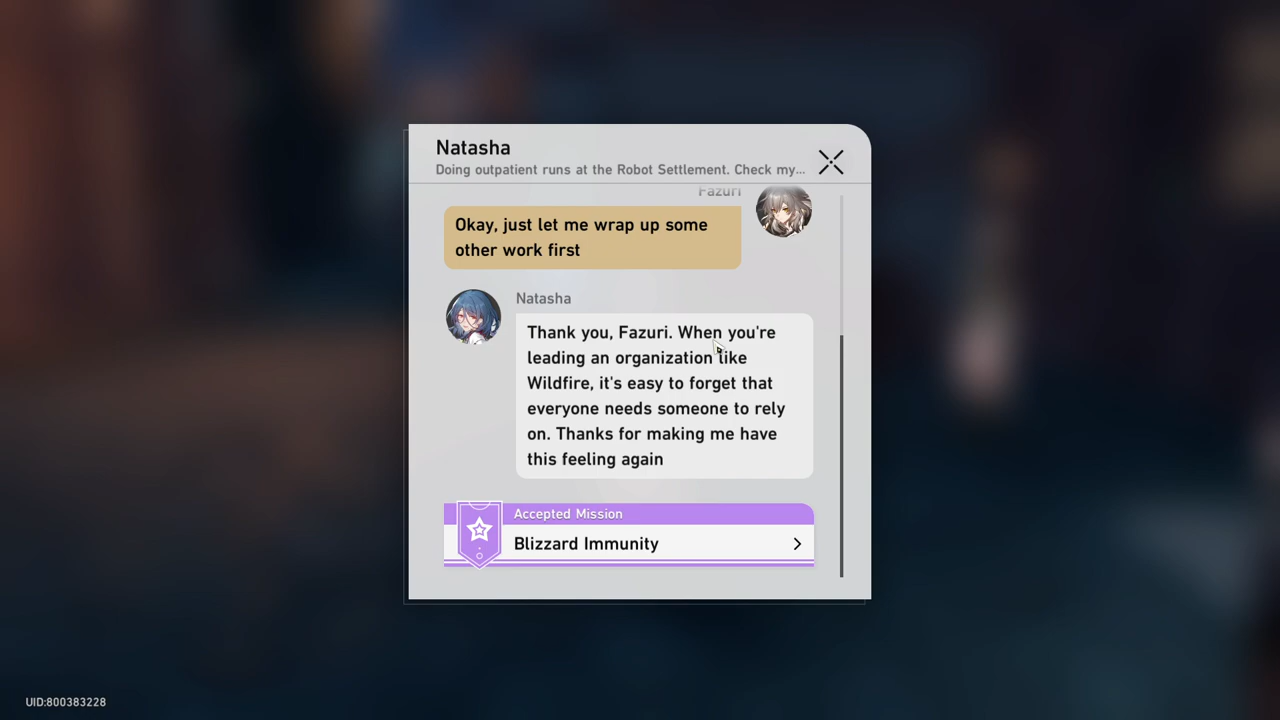 Natasha
Doing outpatient runs at the Robot Settlement. Check my...
Fazuri
Okay, just let me wrap up some
other work first
Natasha
Thank you, Fazuri. When you're
leading an organization like
Wildfire, it's easy to forget that
everyone needs someone to rely
on. Thanks for making me have
this feeling again
Accepted Mission
Blizzard Immunity
UID:800383228